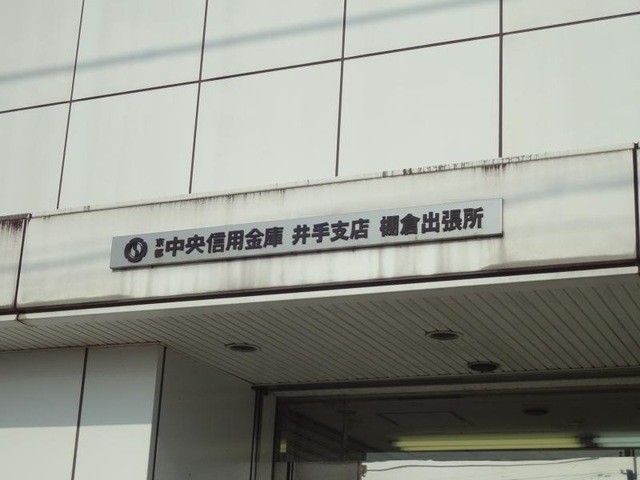 京都中央信用金庫 井手支店 棚倉出張所